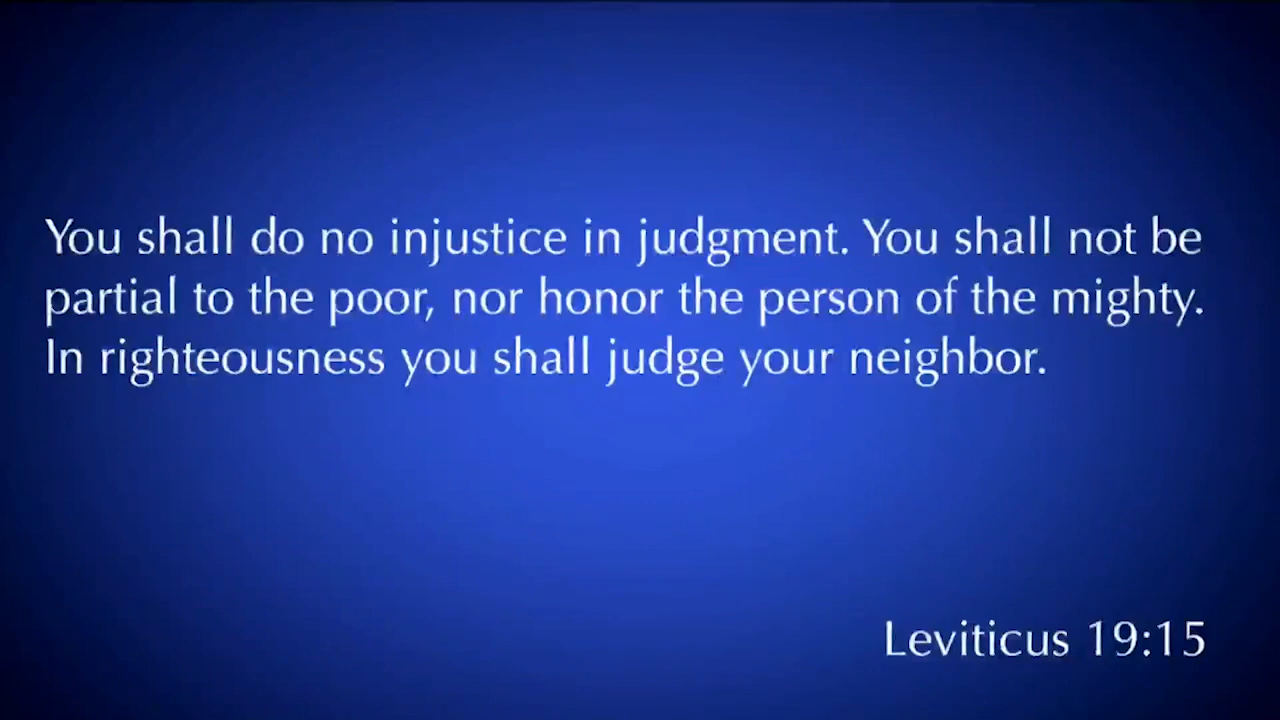 You shall do no injustice in judgment. You shall not be
partial to the poor, nor honor the person of the mighty.
In righteousness you shall judge your neighbor.
Leviticus 19:15